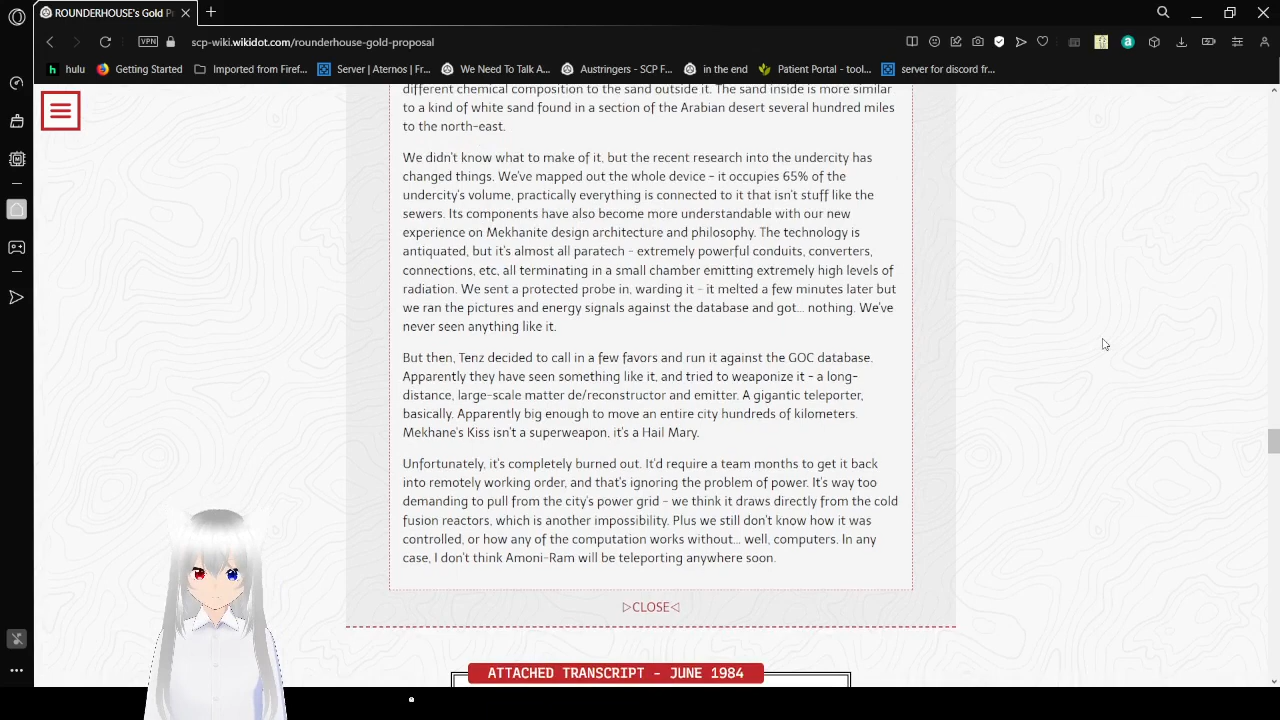 ROUNDERHOUSE's Gold P
VPN
scp-wiki.wikidot.com/rounderhouse-gold-proposal
hulu
Getting Started
Imported from Firef...
Server | Aternos | Fr...
We Need To Talk A...
Austringers - SCP F...
in the end
Patient Portal - tool...
server for discord fr...
different chemical composition to the sand outside it. The sand inside is more similar
to a kind of white sand found in a section of the Arabian desert several hundred miles
to the north-east.
We didn't know what to make of it, but the recent research into the undercity has
changed things. We've mapped out the whole device - it occupies 65% of the
undercity's volume, practically everything is connected to it that isn't stuff like the
sewers. Its components have also become more understandable with our new
experience on Mekhanite design architecture and philosophy. The technology is
antiquated, but it's almost all paratech - extremely powerful conduits, converters,
connections, etc, all terminating in a small chamber emitting extremely high levels of
radiation. We sent a protected probe in, warding it - it melted a few minutes later but
we ran the pictures and energy signals against the database and got... nothing. We've
never seen anything like it.
But then, Tenz decided to call in a few favors and run it against the GOC database.
Apparently they have seen something like it, and tried to weaponize it - a long-
distance, large-scale matter de/reconstructor and emitter. A gigantic teleporter,
basically. Apparently big enough to move an entire city hundreds of kilometers.
Mekhane's Kiss isn't a superweapon, it's a Hail Mary.
Unfortunately, it's completely burned out. It'd require a team months to get it back
into remotely working order, and that's ignoring the problem of power. It's way too
demanding to pull from the city's power grid - we think it draws directly from the cold
fusion reactors, which is another impossibility. Plus we still don't know how it was
controlled, or how any of the computation works without... well, computers. In any
case, I don't think Amoni-Ram will be teleporting anywhere soon.
▷CLOSE◁
ATTACHED TRANSCRIPT - JUNE 1984